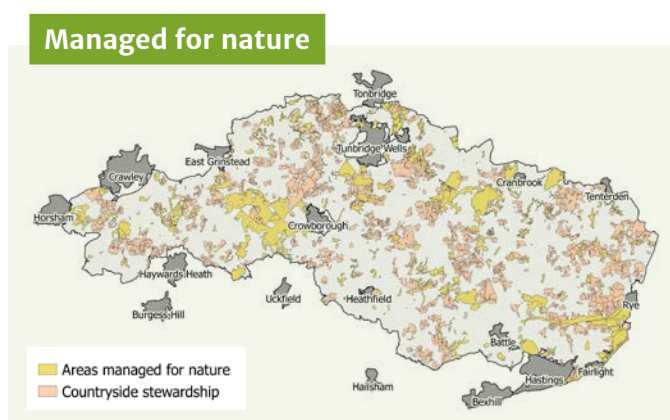 Managed for nature
Tonbridge
Tunbridge Wells
East Grinstead
Crawley
Cranbrook
Tenterden
Horsham
Crowborough
Haywards Heath
Uckfield
Heathfield
Rye
Burgess Hill
Battle
Fairlight
Hailsham
Hastings
Bexhill
Areas managed for nature
Countryside stewardship